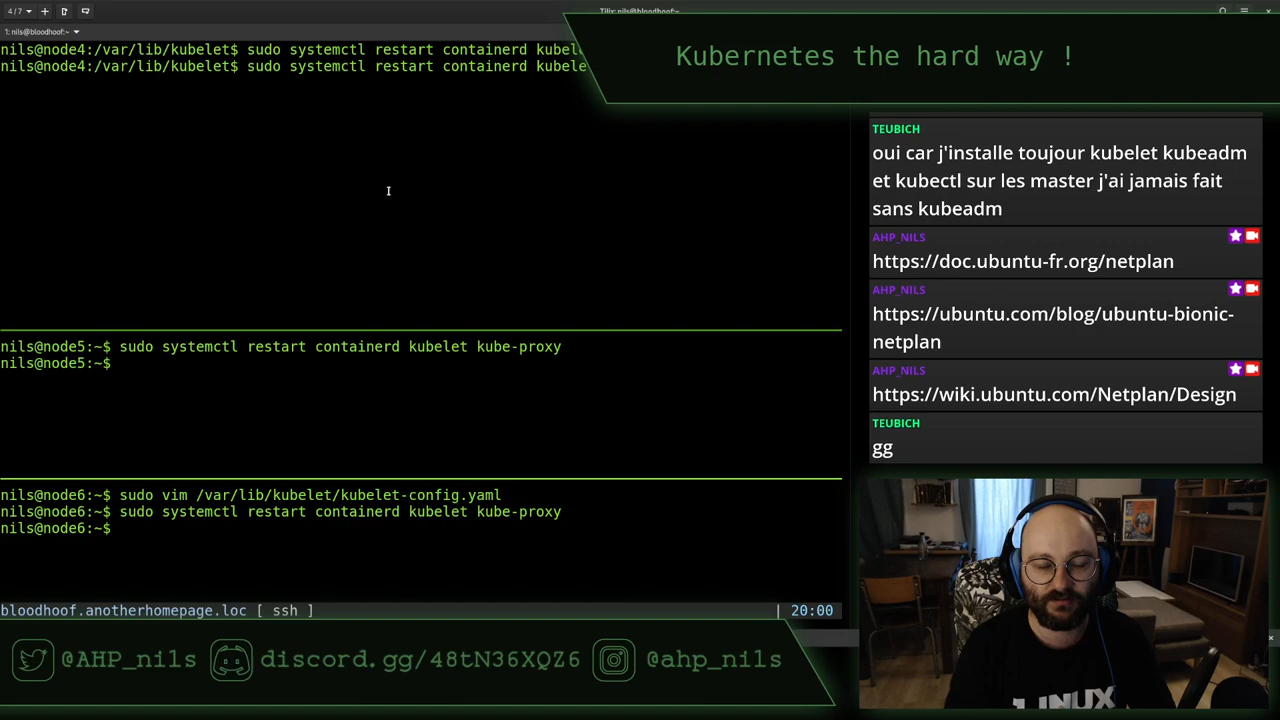 4 / 7
Tilix: nils@bloodhoof:~
1: nils@bloodhoof:~
nils@node4:/var/lib/kubelet$ sudo systemctl restart containerd kubel
nils@node4:/var/lib/kubelet$ sudo systemctl restart containerd kubele
Kubernetes the hard way !
nils@node5:~$ sudo systemctl restart containerd kubelet kube-proxy
nils@node5:~$
nils@node6:~$ sudo vim /var/lib/kubelet/kubelet-config.yaml
nils@node6:~$ sudo systemctl restart containerd kubelet kube-proxy
nils@node6:~$
bloodhoof.anotherhomepage.loc [ ssh ] | 20:00
TEUBICH
oui car j'installe toujour kubelet kubeadm
et kubectl sur les master j'ai jamais fait
sans kubeadm
AHP_NILS
https://doc.ubuntu-fr.org/netplan
AHP_NILS
https://ubuntu.com/blog/ubuntu-bionic-
netplan
AHP_NILS
https://wiki.ubuntu.com/Netplan/Design
TEUBICH
gg
LINUX
@AHP_nils discord.gg/48tN36XQZ6 @ahp_nils